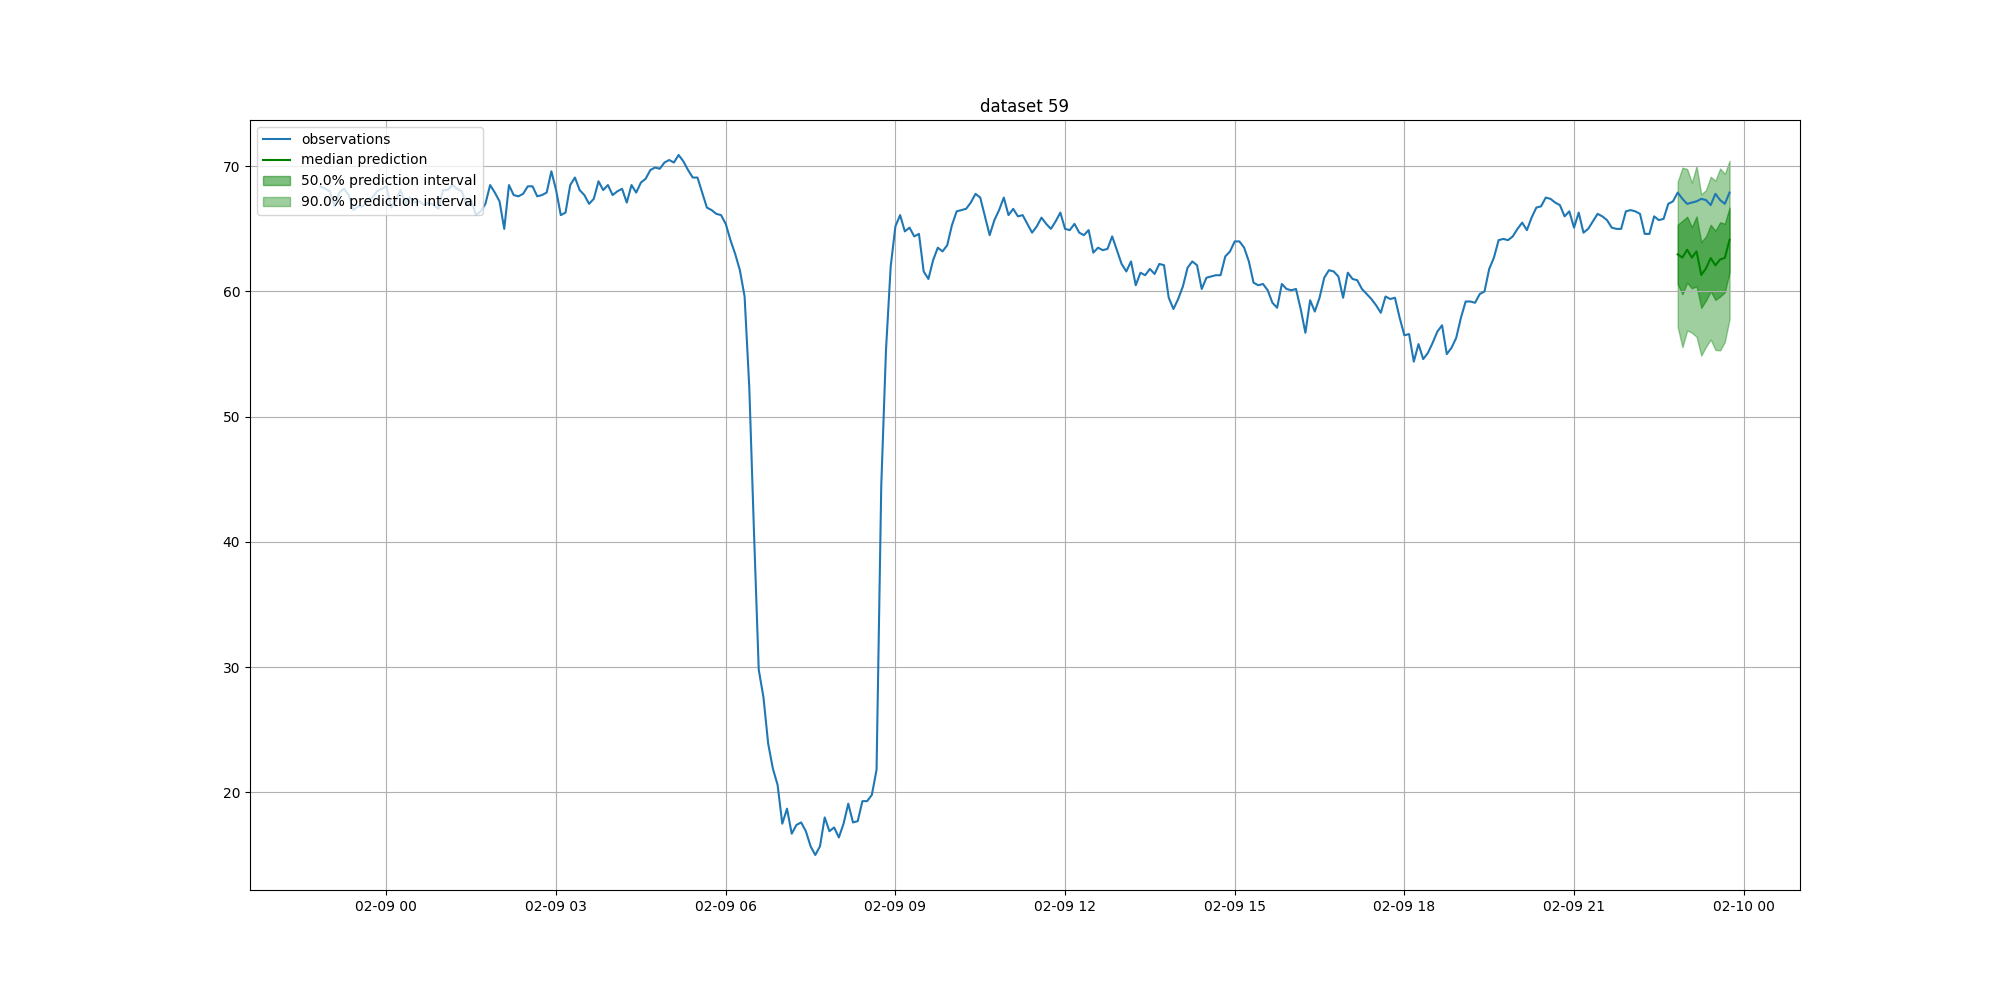 dataset 59
observations
median prediction
50.0% prediction interval
90.0% prediction interval
70
60
50
40
30
20
02-09 00 02-09 03 02-09 06 02-09 09 02-09 12 02-09 15 02-09 18 02-09 21 02-10 00